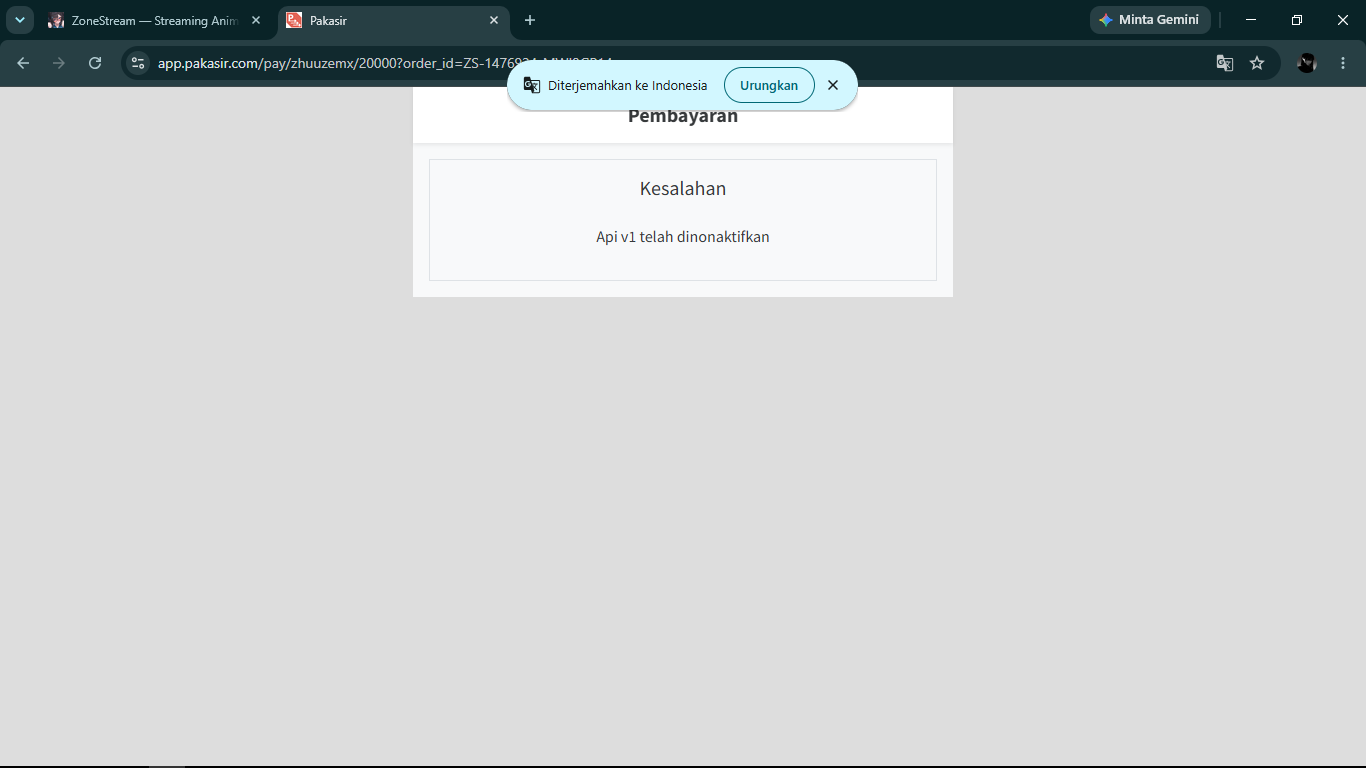 ZoneStream — Streaming Anim
Pakasir
Minta Gemini
app.pakasir.com/pay/zhuuzemx/20000?order_id=ZS-1476
Diterjemahkan ke Indonesia
Urungkan
Pembayaran
Kesalahan
Api v1 telah dinonaktifkan